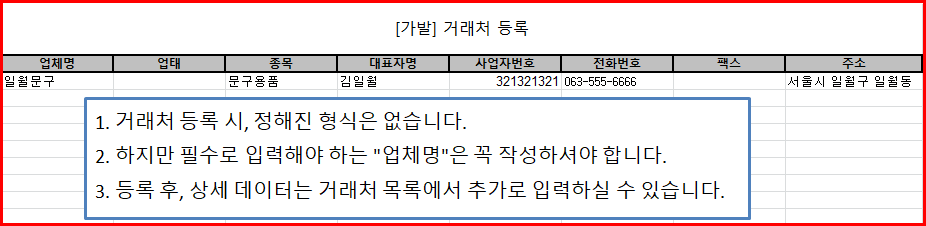 [가발] 거래처 등록
업체명 업태 종목 대표자명 사업자번호 전화번호 팩스 주소
일월문구 문구용품 김일월 321321321 063-555-6666 서울시 일월구 일월동
1. 거래처 등록 시, 정해진 형식은 없습니다.
2. 하지만 필수로 입력해야 하는 "업체명"은 꼭 작성하셔야 합니다.
3. 등록 후, 상세 데이터는 거래처 목록에서 추가로 입력하실 수 있습니다.